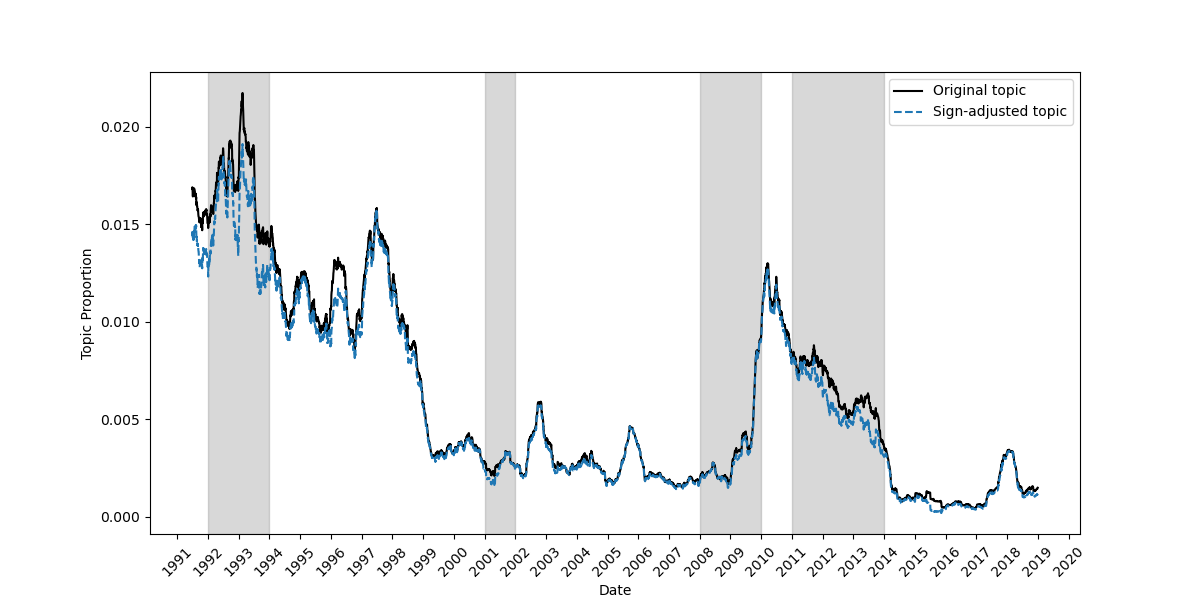 Original topic
Sign-adjusted topic
0.020
0.015
0.010
0.005
0.000
Topic Proportion
1991 1992 1993 1994 1995 1996 1997 1998 1999 2000 2001 2002 2003 2004 2005 2006 2007 2008 2009 2010 2011 2012 2013 2014 2015 2016 2017 2018 2019 2020
Date